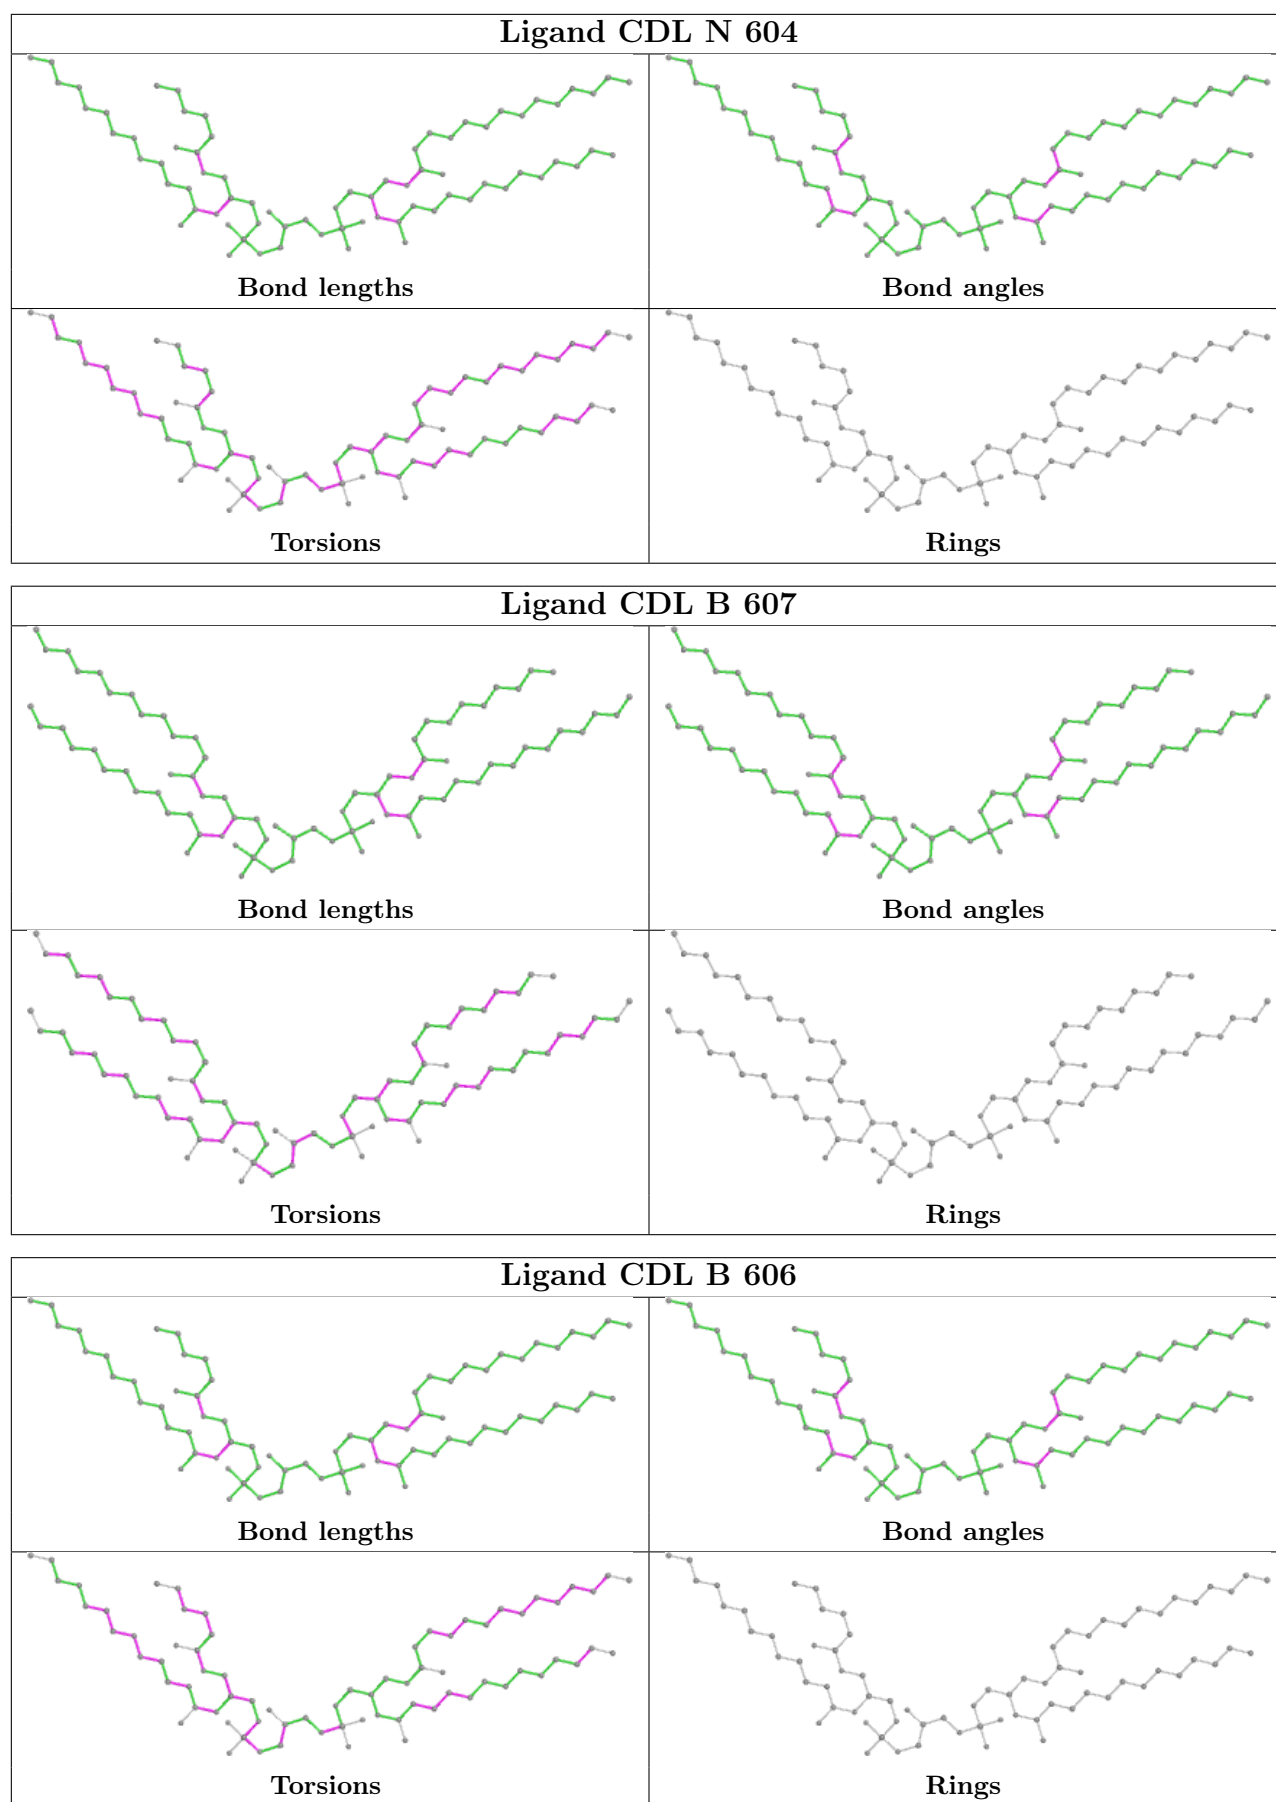 Ligand CDL N 604
Bond lengths
Bond angles
Torsions
Rings
Ligand CDL B 607
Bond lengths
Bond angles
Torsions
Rings
Ligand CDL B 606
Bond lengths
Bond angles
Torsions
Rings